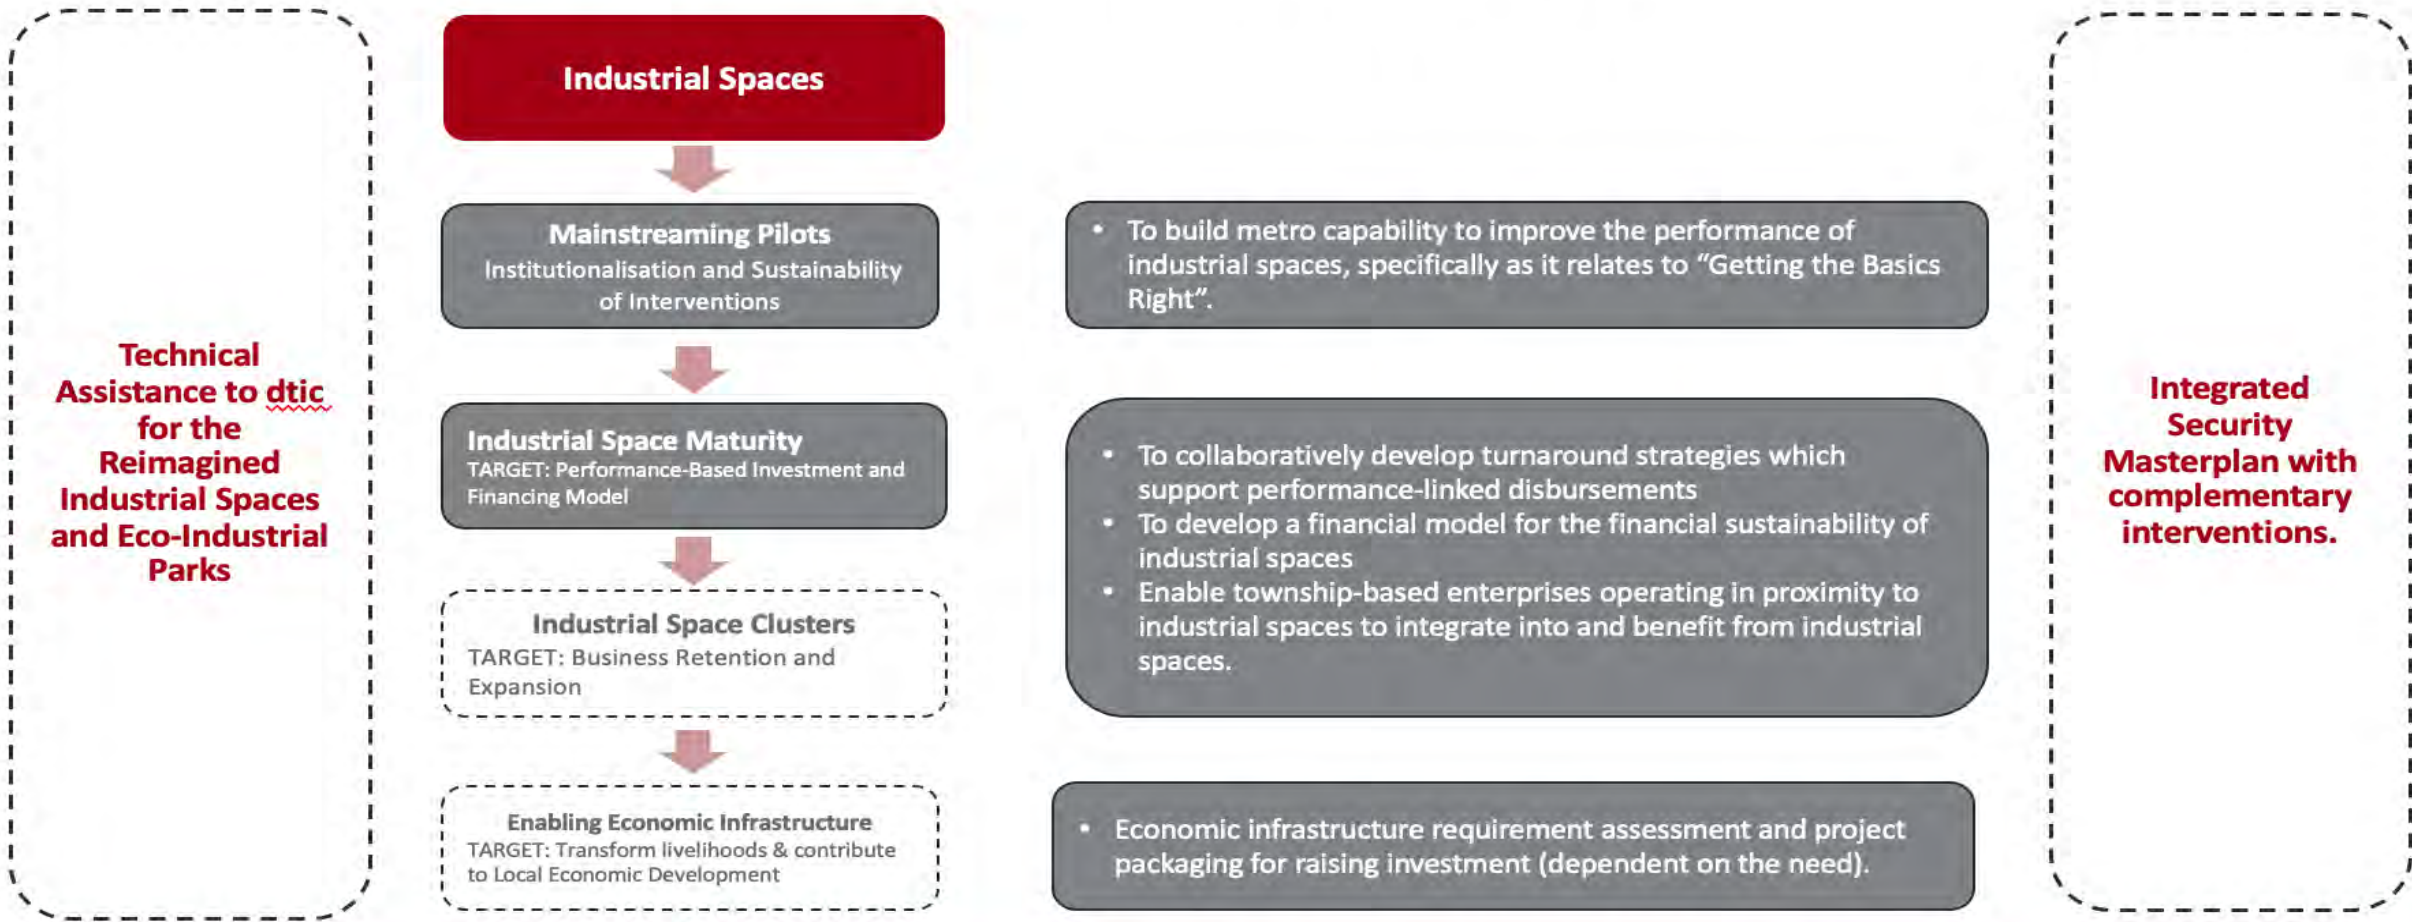 Technical
Assistance to dtic
for the
Reimagined
Industrial Spaces
and Eco-Industrial
Parks
Industrial Spaces
Mainstreaming Pilots
Institutionalisation and Sustainability
of Interventions
• To build metro capability to improve the performance of
industrial spaces, specifically as it relates to “Getting the Basics
Right”.
Industrial Space Maturity
TARGET: Performance-Based Investment and
Financing Model
• To collaboratively develop turnaround strategies which
support performance-linked disbursements
• To develop a financial model for the financial sustainability of
industrial spaces
• Enable township-based enterprises operating in proximity to
industrial spaces to integrate into and benefit from industrial
spaces.
Industrial Space Clusters
TARGET: Business Retention and
Expansion
Enabling Economic Infrastructure
TARGET: Transform livelihoods & contribute
to Local Economic Development
• Economic infrastructure requirement assessment and project
packaging for raising investment (dependent on the need).
Integrated
Security
Masterplan with
complementary
interventions.